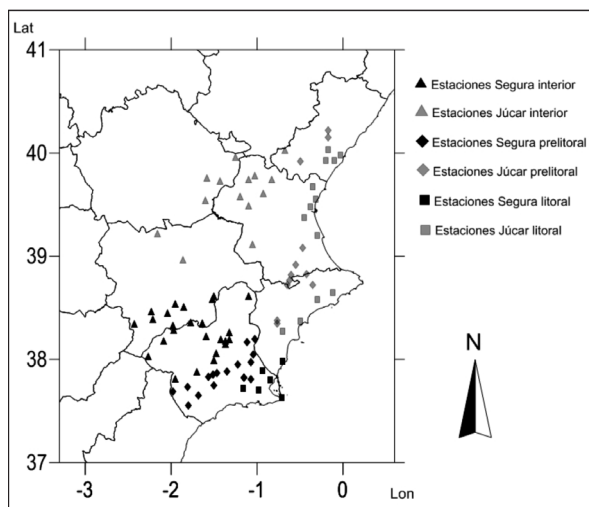 Lat
41
40
39
38
37
-3 -2 -1 0
Lon
Estaciones Segura interior
Estaciones Júcar interior
Estaciones Segura prelitoral
Estaciones Júcar prelitoral
Estaciones Segura litoral
Estaciones Júcar litoral
N